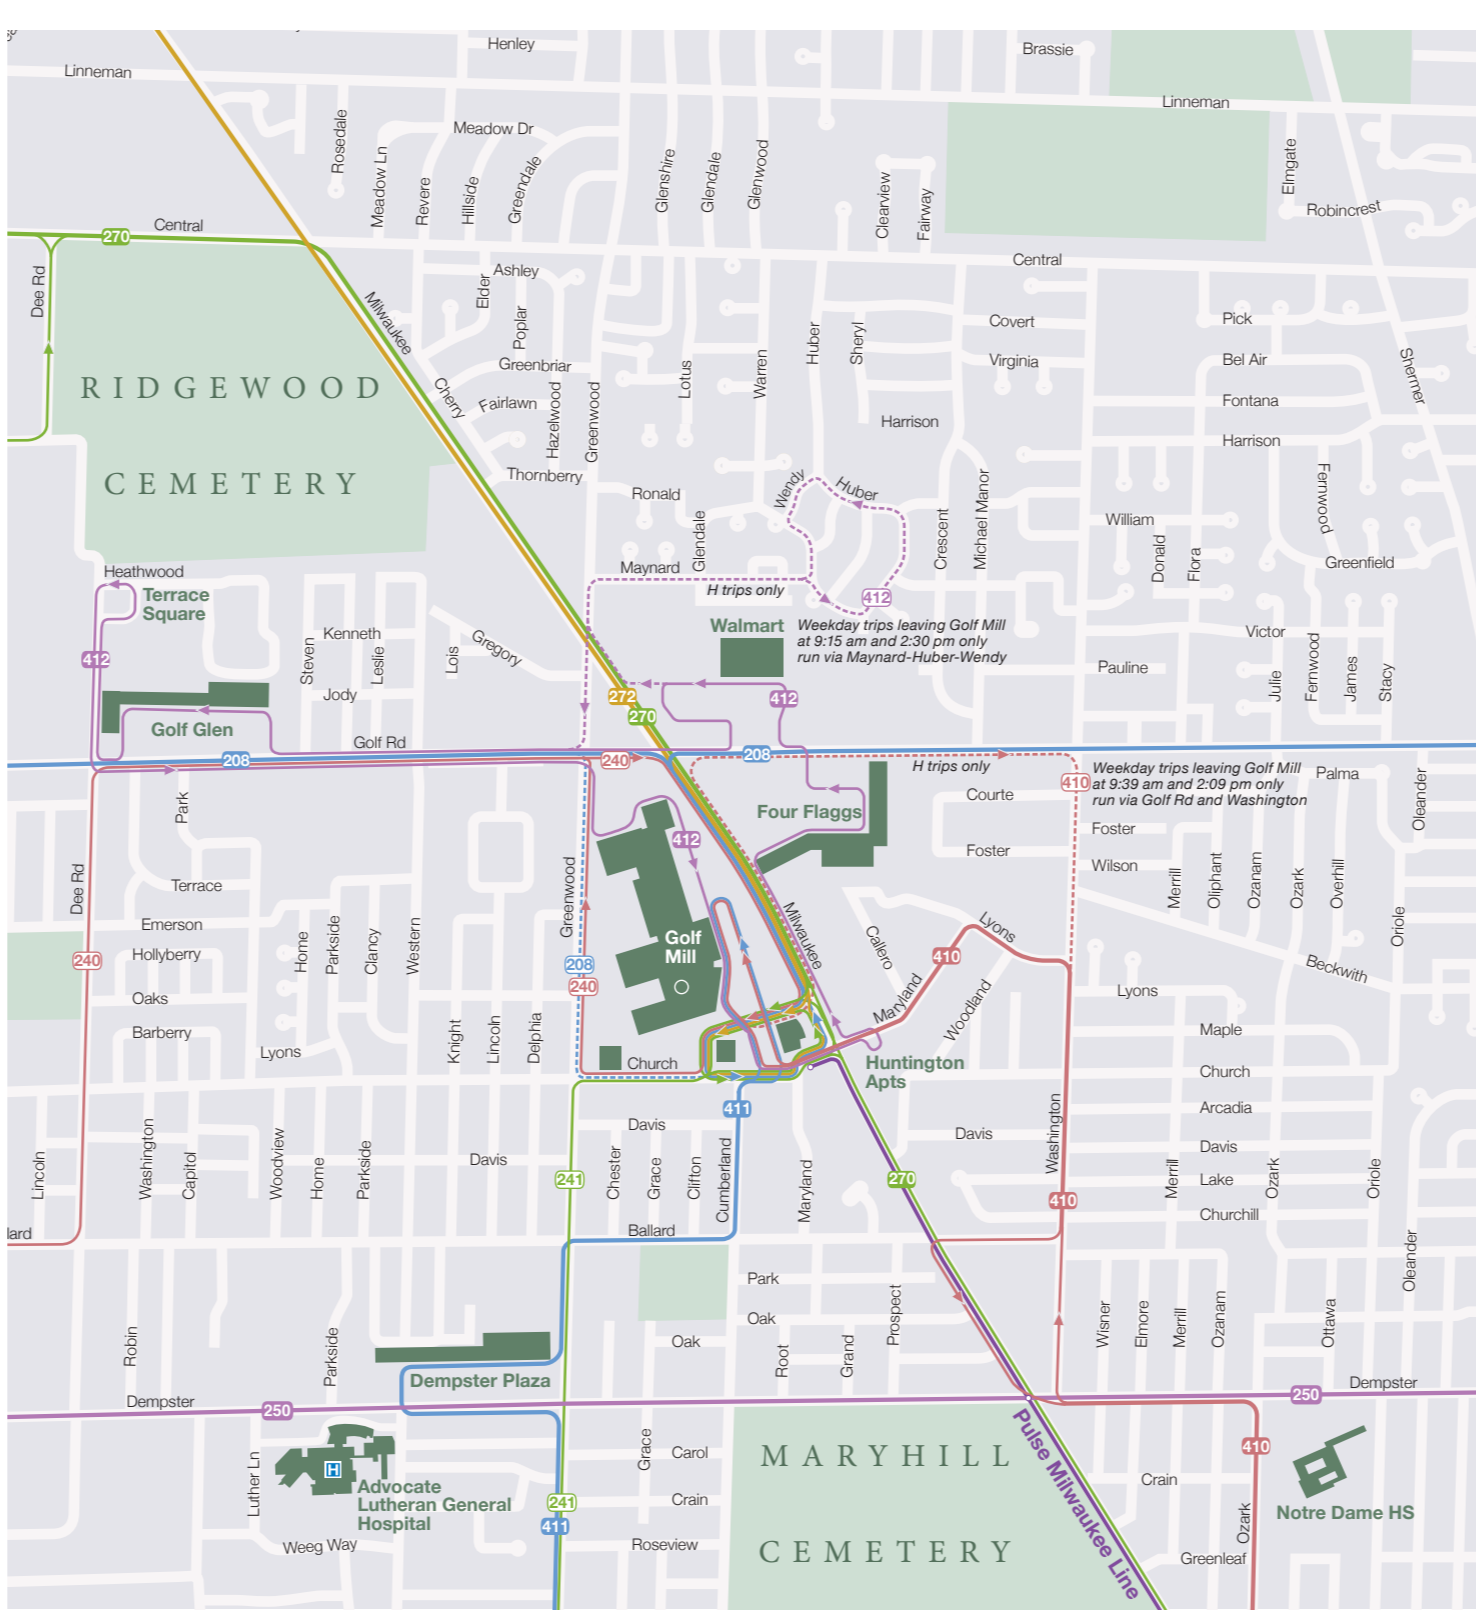 Henley
Brassie
Linneman
Linneman
Rosedale
Meadow Dr
Meadow Ln
Revere
Hillside
Greendale
Glenshire
Glendale
Glenwood
Clearview
Fairway
Elmgate
Robincrest
Central
270
Central
Dee Rd
Milwaukee
Ashley
Elder
Poplar
Greenbriar
Cherry
Fairlawn
Hazelwood
Greenwood
Thornberry
Lotus
Warren
Huber
Sheryl
Covert
Virginia
Harrison
Pick
Bel Air
Fontana
Harrison
Shermer
RIDGEWOOD
CEMETERY
Ronald
Glendale
Wendy
Huber
Crescent
Michael Manor
William
Donald
Flora
Fernwood
Greenfield
Maynard
H trips only
412
Heathwood
Terrace
Square
412
Kenneth
Steven
Leslie
Jody
Lois
Gregory
Walmart
Weekday trips leaving Golf Mill
at 9:15 am and 2:30 pm only
run via Maynard-Huber-Wendy
Victor
Pauline
Julie
Fernwood
James
Stacy
272
270
412
Golf Glen
Golf Rd
208
240
208
H trips only
410
Weekday trips leaving Golf Mill
at 9:39 am and 2:09 pm only
run via Golf Rd and Washington
Palma
Oleander
Park
Four Flaggs
Courte
Foster
Foster
Wilson
412
Dee Rd
Terrace
Greenwood
Merrill
Oliphant
Ozanam
Ozark
Overhill
Oriole
Emerson
Hollyberry
Home
Parkside
Clancy
Western
Golf
Mill
Milwaukee
Callero
Lyons
410
Beckwith
240
208
240
Oaks
Barberry
Lyons
Knight
Lincoln
Delphia
Maryland
Woodland
Lyons
Maple
Church
Huntington
Apts
Church
Arcadia
411
Davis
Davis
Davis
Davis
Washington
Lincoln
Washington
Capitol
Woodview
Home
Parkside
241
Chester
Grace
Clifton
Cumberland
Maryland
270
410
Merrill
Lake
Ozark
Oriole
Churchill
lard
Ballard
Oleander
Park
Oak
Oak
Root
Grand
Prospect
Wisner
Elmore
Merrill
Ozanam
Ottawa
Robin
Parkside
Dempster Plaza
Dempster
250
250
Dempster
Luther Ln
H
Advocate
Lutheran General
Hospital
Weeg Way
241
411
Grace
Carol
Crain
Roseview
MARYHILL
CEMETERY
Pulse Milwaukee Line
410
Crain
Ozark
Greenleaf
Notre Dame HS